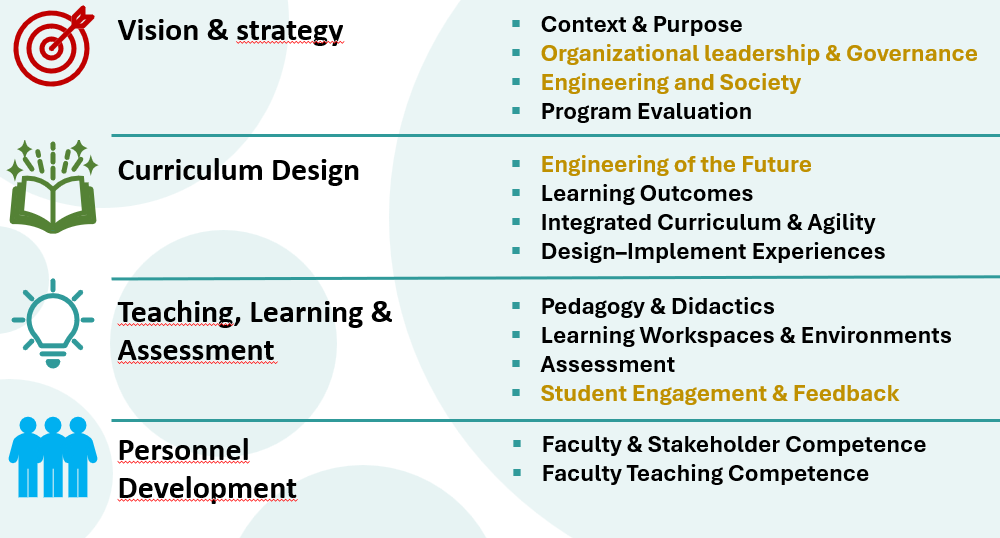 Vision & strategy
Context & Purpose
Organizational leadership & Governance
Engineering and Society
Program Evaluation
Curriculum Design
Engineering of the Future
Learning Outcomes
Integrated Curriculum & Agility
Design–Implement Experiences
Teaching, Learning &
Assessment
Pedagogy & Didactics
Learning Workspaces & Environments
Assessment
Student Engagement & Feedback
Personnel
Development
Faculty & Stakeholder Competence
Faculty Teaching Competence